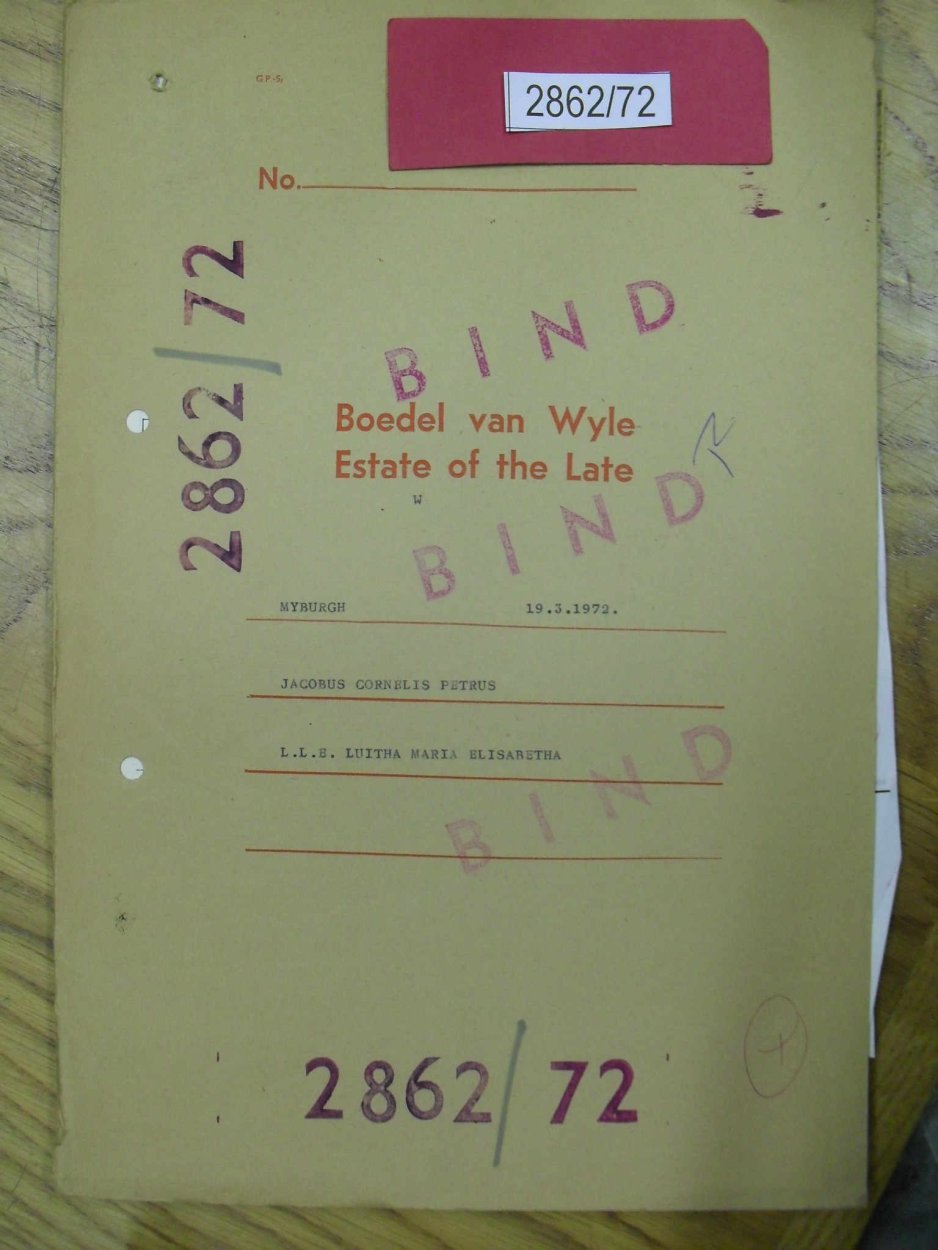 G.P.-S.
2862/72
No.
2862/72
BIND
Boedel van Wyle
Estate of the Late
W
BIND
MYBURGH 19.3.1972.
JACOBUS CORNELIS PETRUS
L.L.E. LUITHA MARIA ELISABETHA
BIND
2862/72